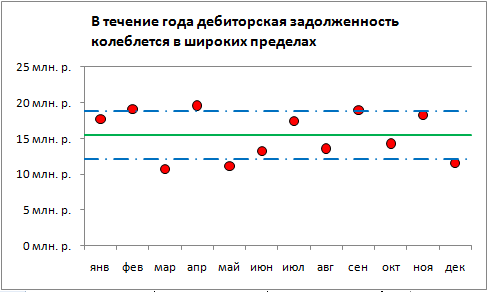 В течение года дебиторская задолженность
колеблется в широких пределах
25 млн. р.
20 млн. р.
15 млн. р.
10 млн. р.
5 млн. р.
0 млн. р.
янв фев мар апр май июн июл авг сен окт ноя дек